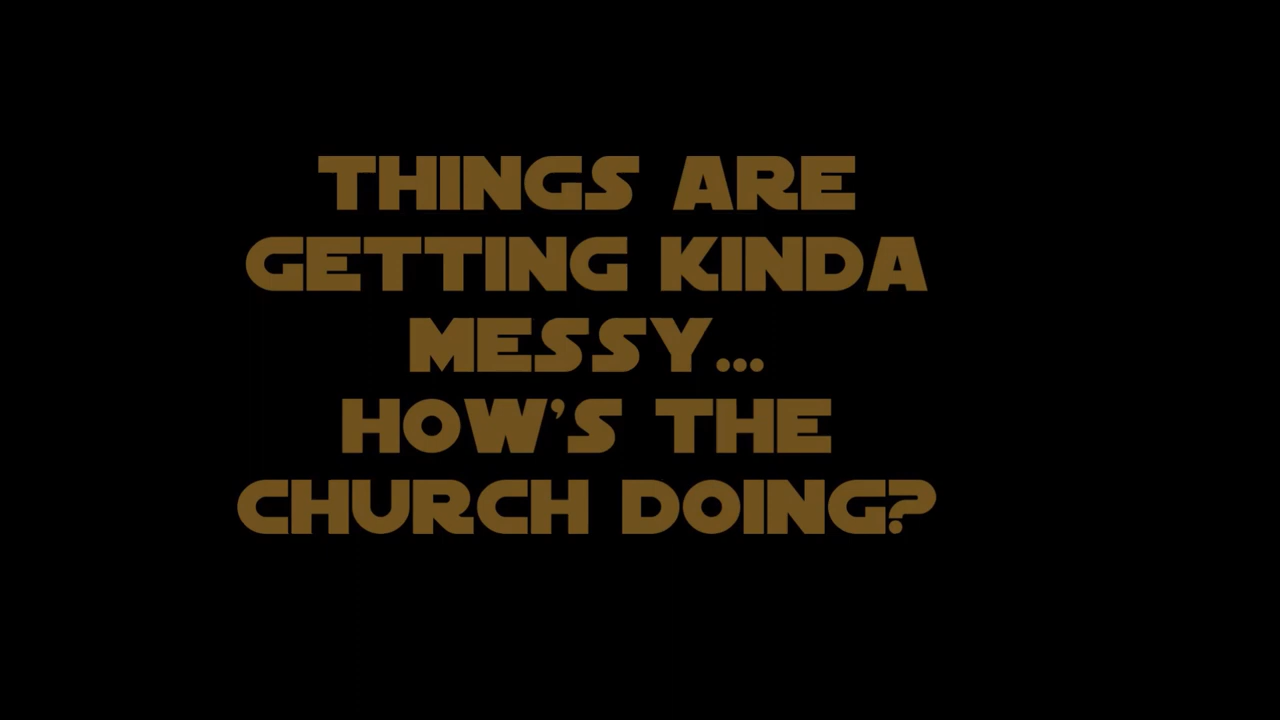 THINGS ARE
GETTING KINDA
MESSY...
HOW'S THE
CHURCH DOING?